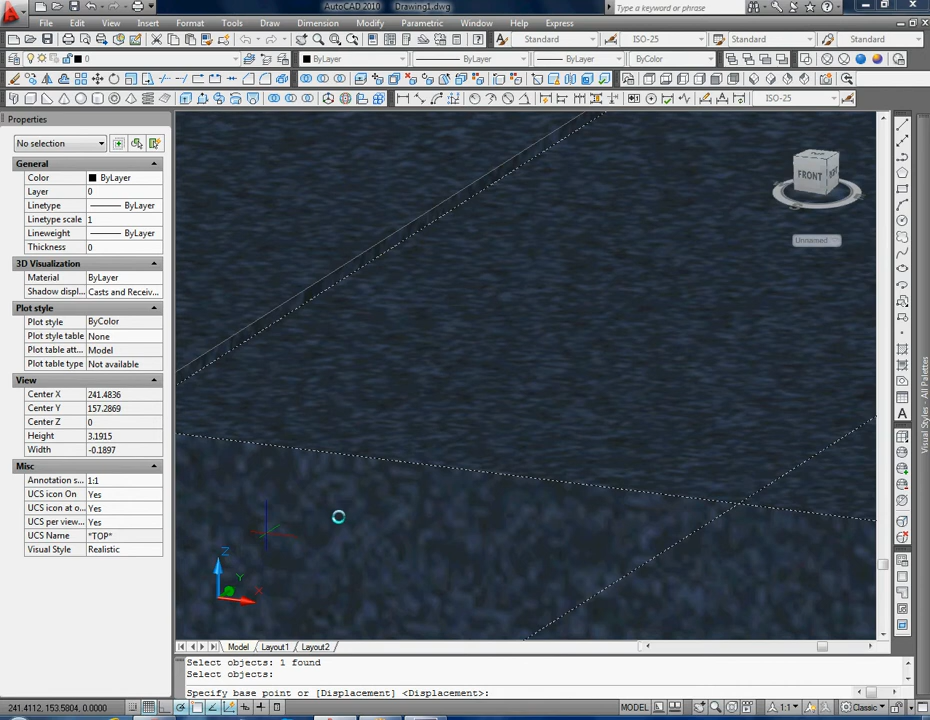 AutoCAD 2010 Drawing1.dwg
Type a keyword or phrase
File Edit View Insert Format Tools Draw Dimension Parametric Window Help Express
Standard ISO-25 Standard Standard
0 ByLayer ByLayer ByLayer ByColor
ISO-25
Properties
No selection
General
Color ByLayer
Layer 0
Linetype ByLayer
Linetype scale 1
Lineweight ByLayer
Thickness 0
3D Visualization
Material ByLayer
Shadow displ... Casts and Receiv...
Plot style
Plot style ByColor
Plot style table None
Plot table att... Model
Plot table type Not available
View
Center X 241.4836
Center Y 157.2869
Center Z 0
Height 3.1915
Width -0.1897
Misc
Annotation s... 1:1
UCS icon On Yes
UCS icon at o... Yes
UCS per view... Yes
UCS Name *TOP*
Visual Style Realistic
FRONT
Unnamed
Z
Y
X
Visual Styles - All Palettes
Model Layout1 Layout2
Select objects: 1 found
Select objects:
Specify base point or [Displacement] <Displacement>:
241.4112, 153.5804, 0.0000 MODEL 1:1 Classic